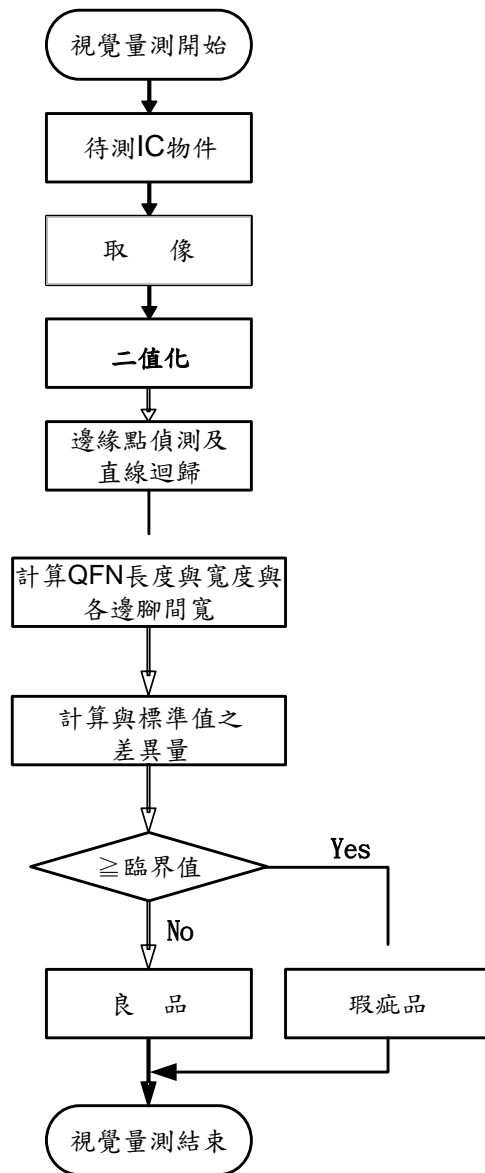 視覺量測開始
待測IC物件
取 像
二值化
邊緣點偵測及
直線迴歸
計算QFN長度與寬度與
各邊腳間寬
計算與標準值之
差異量
≧臨界值
Yes
No
良 品
瑕疵品
視覺量測結束